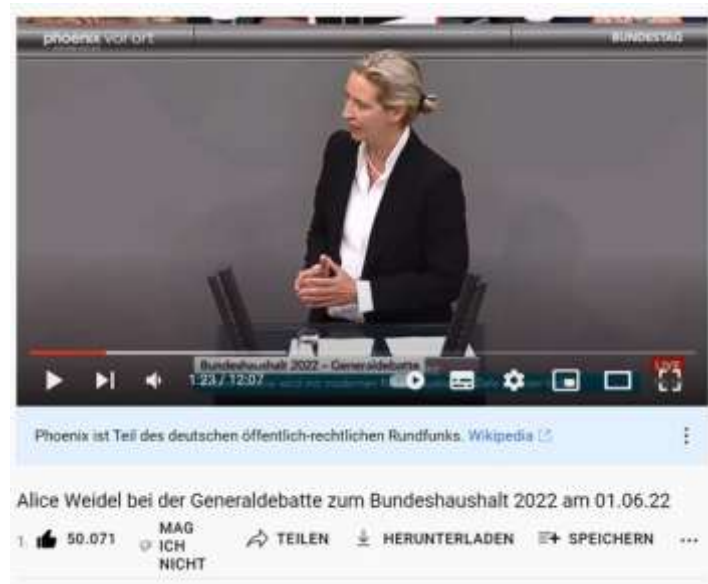 phoenix vor ort
BUNDESTAG
Bundeshaushalt 2022 - Generaldebatte
LIVE
1:23 / 12:07
Phoenix ist Teil des deutschen öffentlich-rechtlichen Rundfunks. Wikipedia
Alice Weidel bei der Generaldebatte zum Bundeshaushalt 2022 am 01.06.22
50.071
MAG
ICH
NICHT
TEILEN
HERUNTERLADEN
SPEICHERN